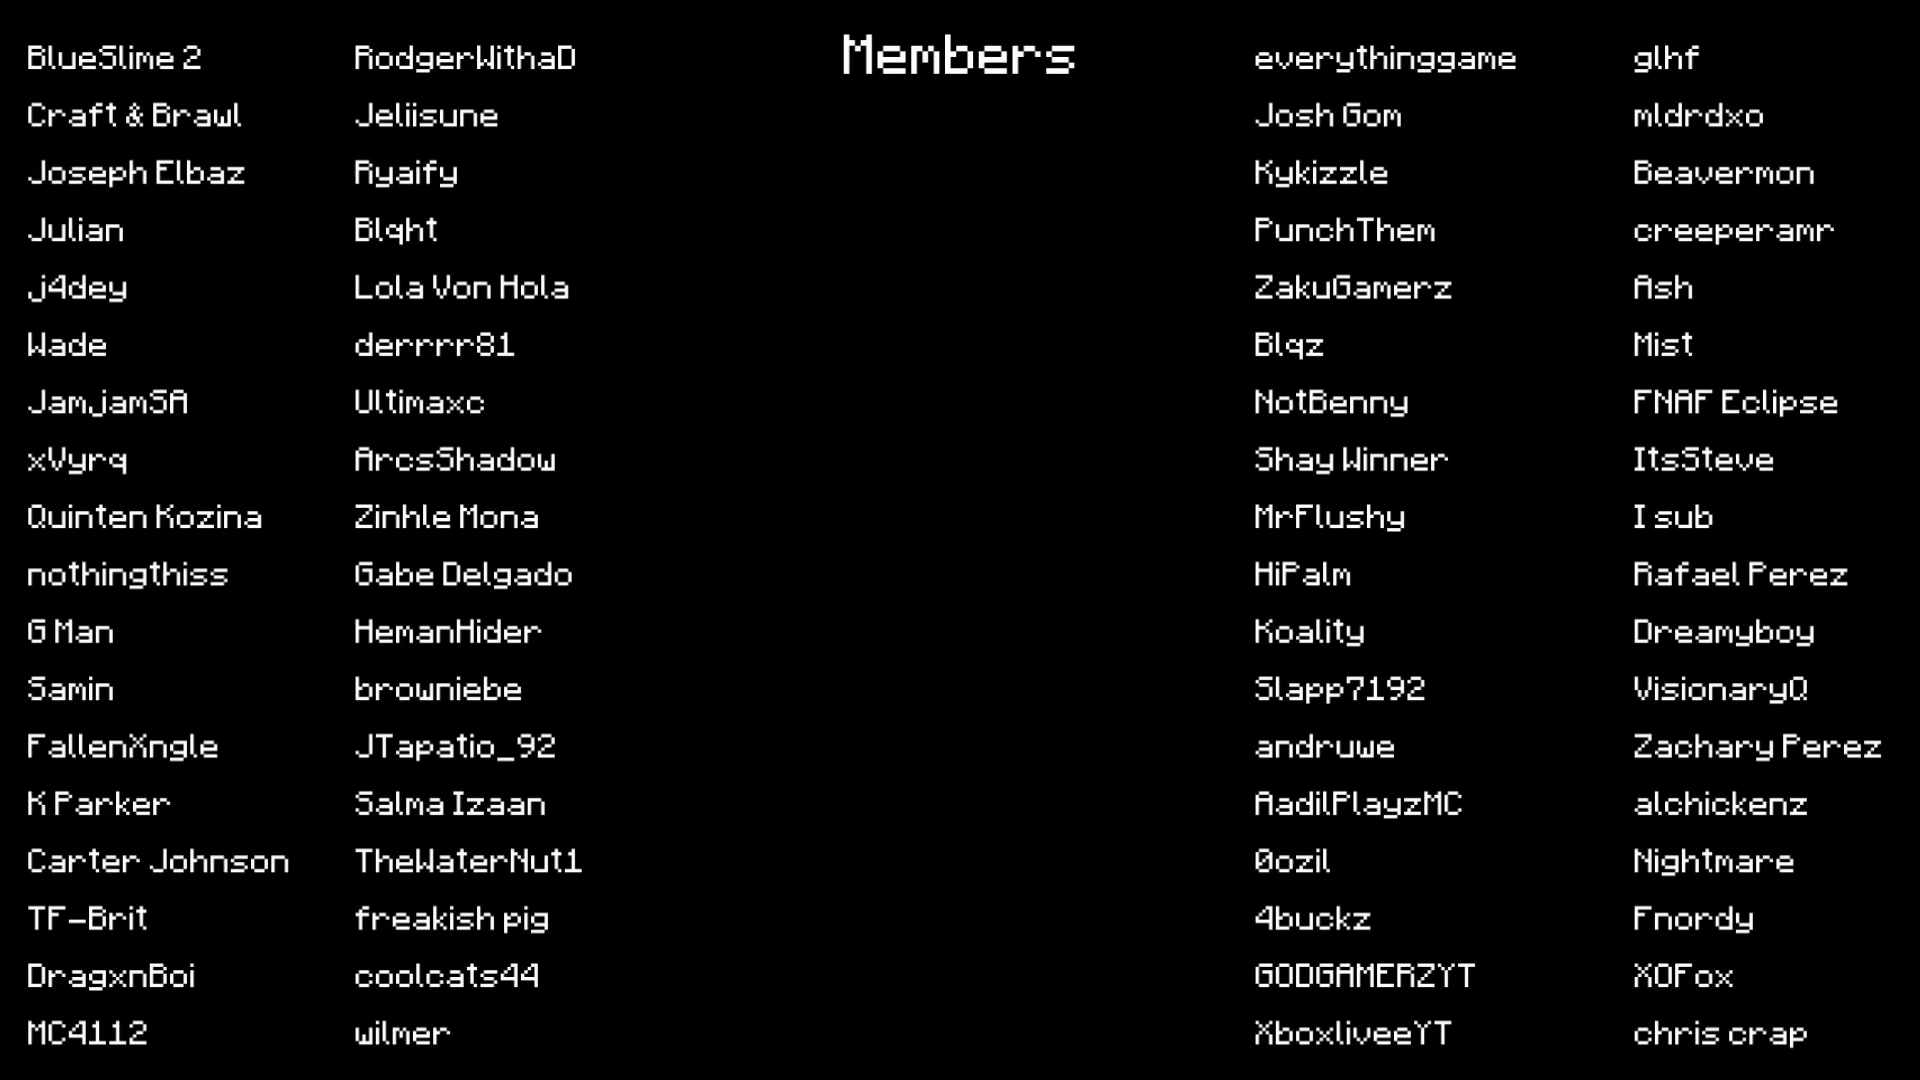 Members
BlueSlime 2
Craft & Brawl
Joseph Elbaz
Julian
j4dey
Wade
JamjamSA
xVyrq
Quinten Kozina
nothingthiss
G Man
Samin
FallenXngle
K Parker
Carter Johnson
TF-Brit
DragxnBoi
MC4112
RodgerWithaD
Jeliisune
Ryaify
Blqht
Lola Von Hola
derrrr81
Ultimaxc
ArcsShadow
Zinhle Mona
Gabe Delgado
HemanHider
browniebe
JTapatio_92
Salma Izaan
TheWaterNut1
freakish pig
coolcats44
wilmer
everythinggame
Josh Gom
Kykizzle
PunchThem
ZakuGamerz
Blqz
NotBenny
Shay Winner
MrFlushy
HiPalm
Koality
Slapp7192
andruwe
AadilPlayzMC
0ozil
4buckz
GODGAMERZYT
XboxliveeYT
glhf
mldrdxo
Beavermon
creeperamr
Ash
Mist
FNAF Eclipse
ItsSteve
I sub
Rafael Perez
Dreamyboy
VisionaryQ
Zachary Perez
alchickenz
Nightmare
Fnordy
XOFox
chris crap